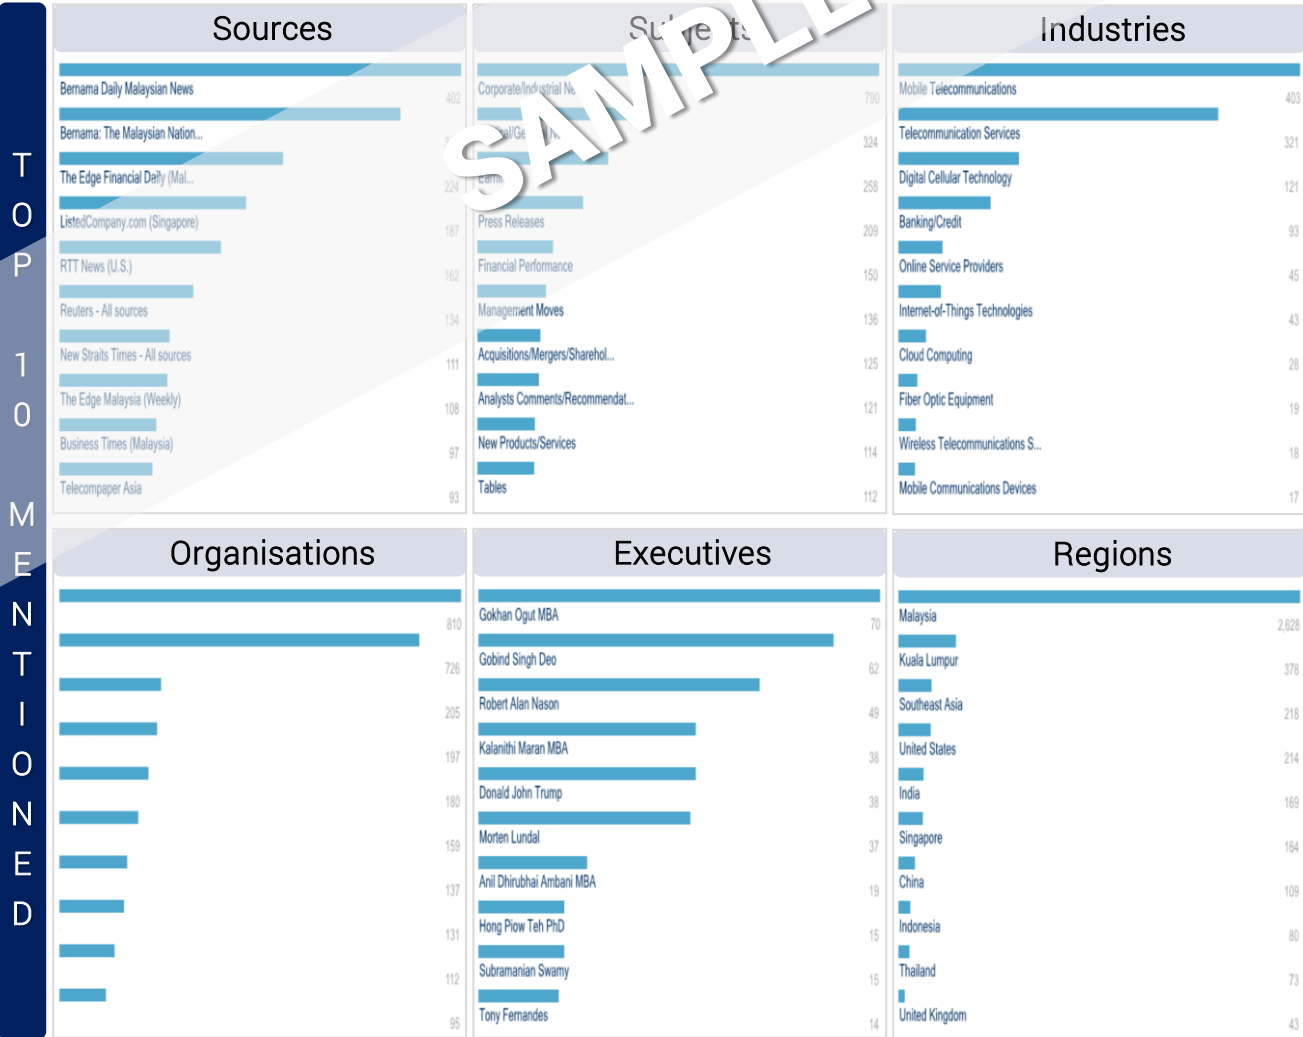 TOP 10 MENTIONED
SAMPLE
Sources
Bernama Daily Malaysian News
402
Bernama: The Malaysian Nation...
The Edge Financial Daily (Mal...
224
ListedCompany.com (Singapore)
187
RTT News (U.S.)
162
Reuters - All sources
134
New Straits Times - All sources
111
The Edge Malaysia (Weekly)
108
Business Times (Malaysia)
97
Telecompaper Asia
93
Subjects
Corporate/Industrial Ne
790
324
258
Press Releases
209
Financial Performance
150
Management Moves
136
Acquisitions/Mergers/Sharehol...
125
Analysts Comments/Recommendat...
121
New Products/Services
114
Tables
112
Industries
Mobile Telecommunications
403
Telecommunication Services
321
Digital Cellular Technology
121
Banking/Credit
93
Online Service Providers
45
Internet-of-Things Technologies
43
Cloud Computing
28
Fiber Optic Equipment
19
Wireless Telecommunications S...
18
Mobile Communications Devices
17
Organisations
810
726
205
197
180
159
137
131
112
95
Executives
Gokhan Ogut MBA
70
Gobind Singh Deo
62
Robert Alan Nason
49
Kalanithi Maran MBA
38
Donald John Trump
38
Morten Lundal
37
Anil Dhirubhai Ambani MBA
19
Hong Piow Teh PhD
15
Subramanian Swamy
15
Tony Fernandes
14
Regions
Malaysia
2,628
Kuala Lumpur
378
Southeast Asia
218
United States
214
India
169
Singapore
164
China
109
Indonesia
80
Thailand
73
United Kingdom
43